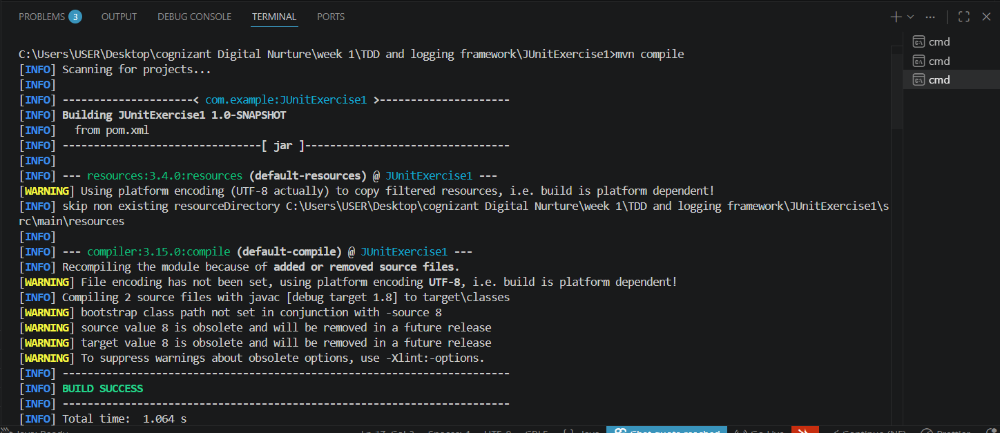 PROBLEMS 3 OUTPUT DEBUG CONSOLE TERMINAL PORTS
C:\Users\USER\Desktop\cognizant Digital Nurture\week 1\TDD and logging framework\JUnitExercise1>mvn compile
[INFO] Scanning for projects...
[INFO]
[INFO] ---------------------< com.example:JUnitExercise1 >---------------------
[INFO] Building JUnitExercise1 1.0-SNAPSHOT
[INFO]   from pom.xml
[INFO] --------------------------------[ jar ]---------------------------------
[INFO]
[INFO] --- resources:3.4.0:resources (default-resources) @ JUnitExercise1 ---
[WARNING] Using platform encoding (UTF-8 actually) to copy filtered resources, i.e. build is platform dependent!
[INFO] skip non existing resourceDirectory C:\Users\USER\Desktop\cognizant Digital Nurture\week 1\TDD and logging framework\JUnitExercise1\s
rc\main\resources
[INFO]
[INFO] --- compiler:3.15.0:compile (default-compile) @ JUnitExercise1 ---
[INFO] Recompiling the module because of added or removed source files.
[WARNING] File encoding has not been set, using platform encoding UTF-8, i.e. build is platform dependent!
[INFO] Compiling 2 source files with javac [debug target 1.8] to target\classes
[WARNING] bootstrap class path not set in conjunction with -source 8
[WARNING] source value 8 is obsolete and will be removed in a future release
[WARNING] target value 8 is obsolete and will be removed in a future release
[WARNING] To suppress warnings about obsolete options, use -Xlint:-options.
[INFO] ------------------------------------------------------------------------
[INFO] BUILD SUCCESS
[INFO] ------------------------------------------------------------------------
[INFO] Total time:  1.064 s
cmd
cmd
cmd